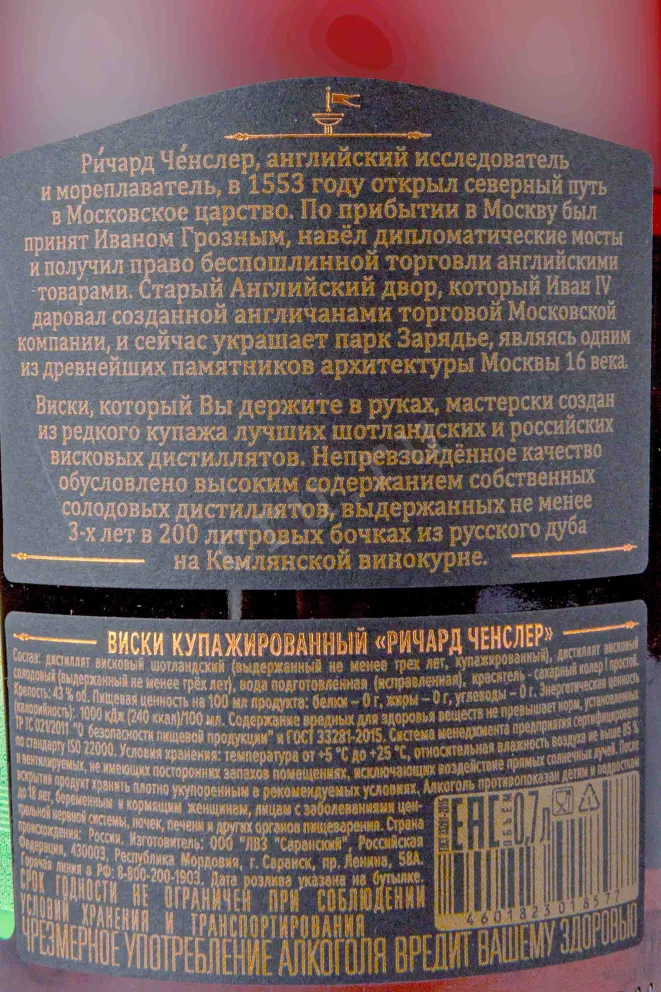 Ри́чард Че́нслер, английский исследователь
и мореплаватель, в 1553 году открыл северный путь
в Московское царство. По прибытии в Москву был
принят Иваном Грозным, навёл дипломатические мосты
и получил право беспошлинной торговли английскими
товарами. Старый Английский двор, который Иван IV
даровал созданной англичанами торговой Московской
компании, и сейчас украшает парк Зарядье, являясь одним
из древнейших памятников архитектуры Москвы 16 века.
Виски, который Вы держите в руках, мастерски создан
из редкого купажа лучших шотландских и российских
висковых дистиллятов. Непревзойдённое качество
обусловлено высоким содержанием собственных
солодовых дистиллятов, выдержанных не менее
3-х лет в 200 литровых бочках из русского дуба
на Кемлянской винокурне.
ВИСКИ КУПАЖИРОВАННЫЙ «РИЧАРД ЧЕНСЛЕР»
Состав: дистиллят висковый шотландский (выдержанный не менее трех лет, купажированный), дистиллят висковый
солодовый (выдержанный не менее трёх лет), вода подготовленная (исправленная), краситель - сахарный колер I простой.
Крепость: 43 % об. Пищевая ценность на 100 мл продукта: белки – 0 г, жиры – 0 г, углеводы – 0 г. Энергетическая ценность
(калорийность): 1000 кДж (240 ккал)/100 мл. Содержание вредных для здоровья веществ не превышает норм, установленных
ТР ТС 021/2011 "О безопасности пищевой продукции" и ГОСТ 33281-2015. Система менеджмента предприятия сертифицирована
по стандарту ISO 22000. Условия хранения: температура от +5 °С до +25 °С, относительная влажность воздуха не выше 85 %
в вентилируемых, не имеющих посторонних запахов помещениях, исключающих воздействие прямых солнечных лучей. После
вскрытия продукт хранить плотно укупоренным в рекомендуемых условиях. Алкоголь противопоказан детям и подросткам
до 18 лет, беременным и кормящим женщинам, лицам с заболеваниями цен-
тральной нервной системы, почек, печени и других органов пищеварения. Страна
происхождения: Россия. Изготовитель: ООО "ЛВЗ "Саранский", Российская
Федерация, 430003, Республика Мордовия, г. Саранск, пр. Ленина, 58А.
Горячая линия в РФ: 8-800-200-1903. Дата розлива указана на бутылке.
СРОК ГОДНОСТИ НЕ ОГРАНИЧЕН ПРИ СОБЛЮДЕНИИ
УСЛОВИЙ ХРАНЕНИЯ И ТРАНСПОРТИРОВАНИЯ
ГОСТ 33281-2015
ЕАС
ОБЪЕМ
0,7 л
4601823018577
ЧРЕЗМЕРНОЕ УПОТРЕБЛЕНИЕ АЛКОГОЛЯ ВРЕДИТ ВАШЕМУ ЗДОРОВЬЮ